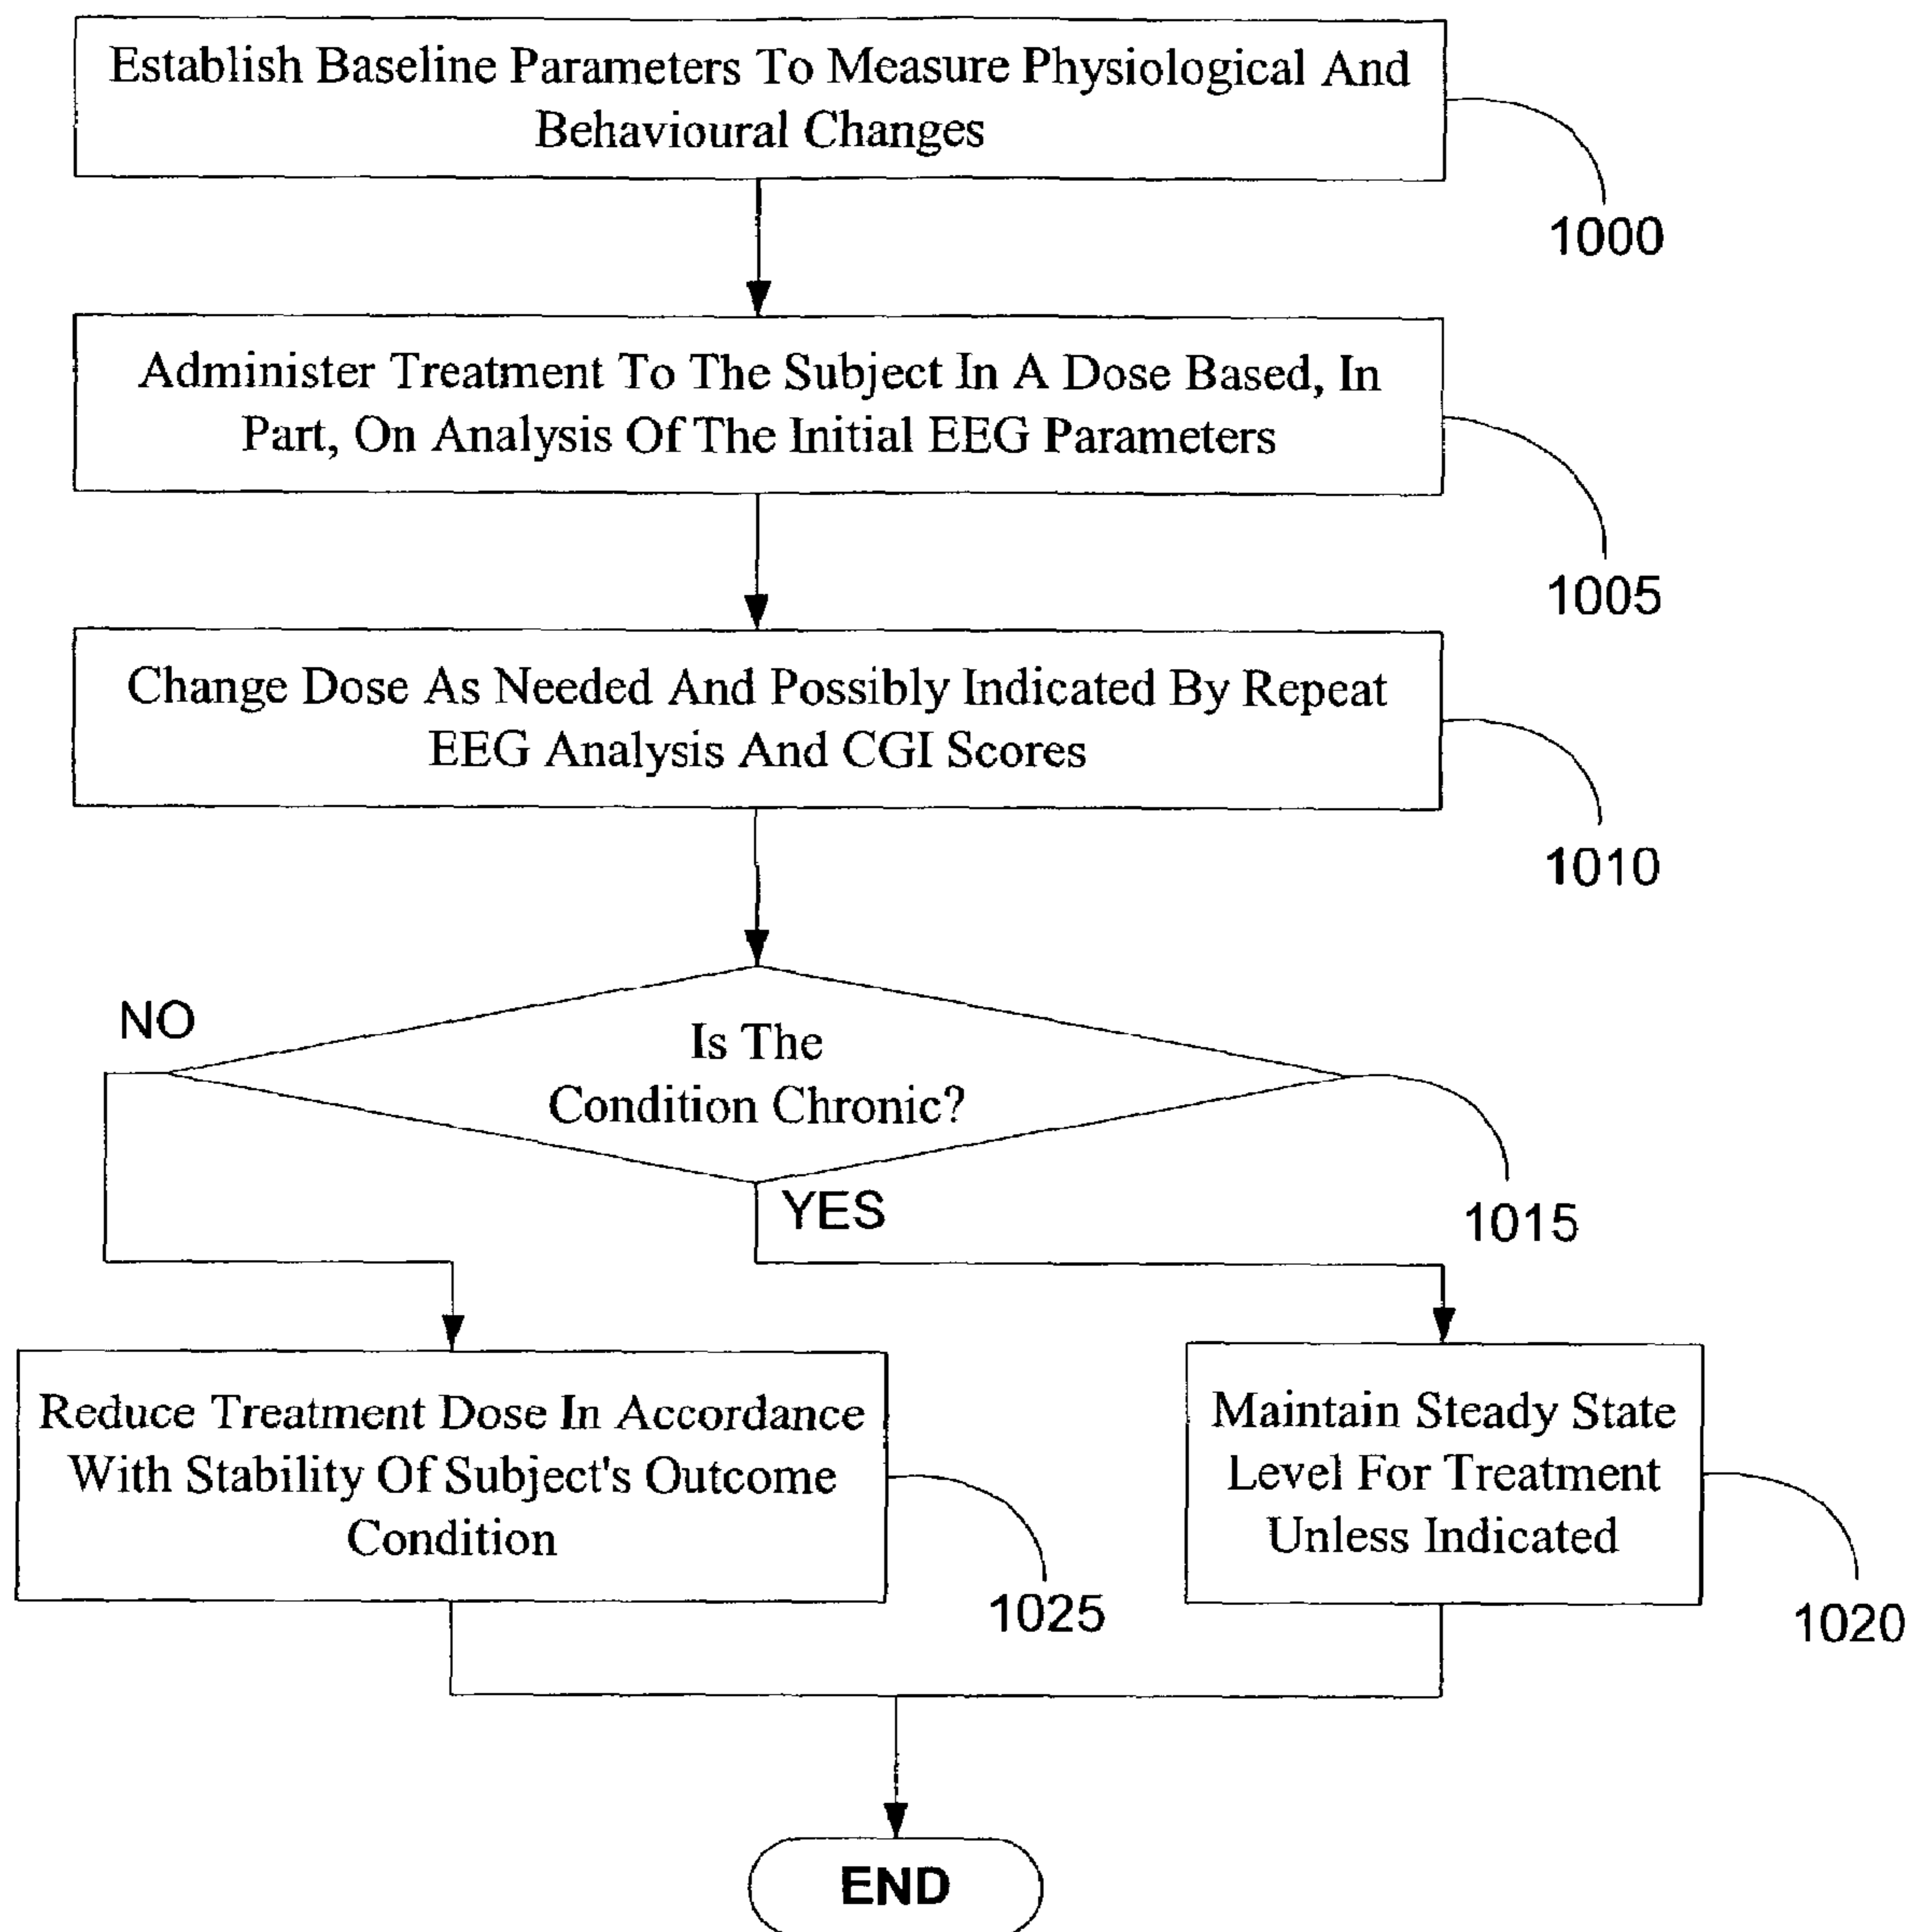 Establish Baseline Parameters To Measure Physiological And
Behavioural Changes
1000
Administer Treatment To The Subject In A Dose Based, In
Part, On Analysis Of The Initial EEG Parameters
1005
Change Dose As Needed And Possibly Indicated By Repeat
EEG Analysis And CGI Scores
1010
NO
Is The
Condition Chronic?
YES
1015
Reduce Treatment Dose In Accordance
With Stability Of Subject's Outcome
Condition
1025
Maintain Steady State
Level For Treatment
Unless Indicated
1020
END